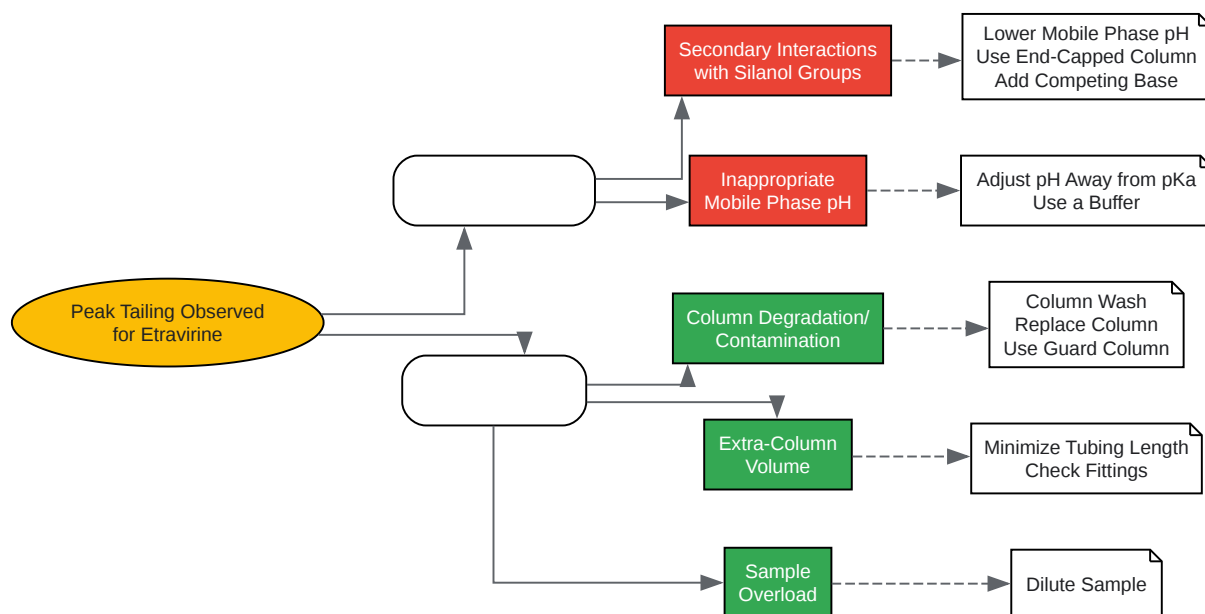 Peak Tailing Observed
for Etravirine
Secondary Interactions
with Silanol Groups
Lower Mobile Phase pH
Use End-Capped Column
Add Competing Base
Inappropriate
Mobile Phase pH
Adjust pH Away from pKa
Use a Buffer
Column Degradation/
Contamination
Column Wash
Replace Column
Use Guard Column
Extra-Column
Volume
Minimize Tubing Length
Check Fittings
Sample
Overload
Dilute Sample